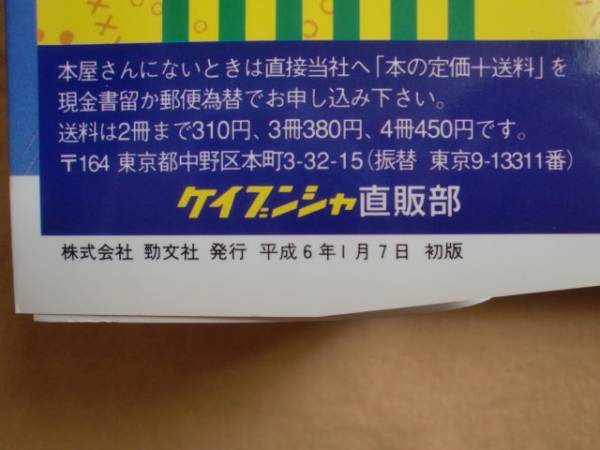 本屋さんにないときは直接当社へ「本の定価＋送料」を
現金書留か郵便為替でお申し込み下さい。
送料は2冊まで310円、3冊380円、4冊450円です。
〒164 東京都中野区本町3-32-15（振替 東京9-13311番）
ケイブンシャ直販部
株式会社 勁文社 発行 平成6年1月7日 初版